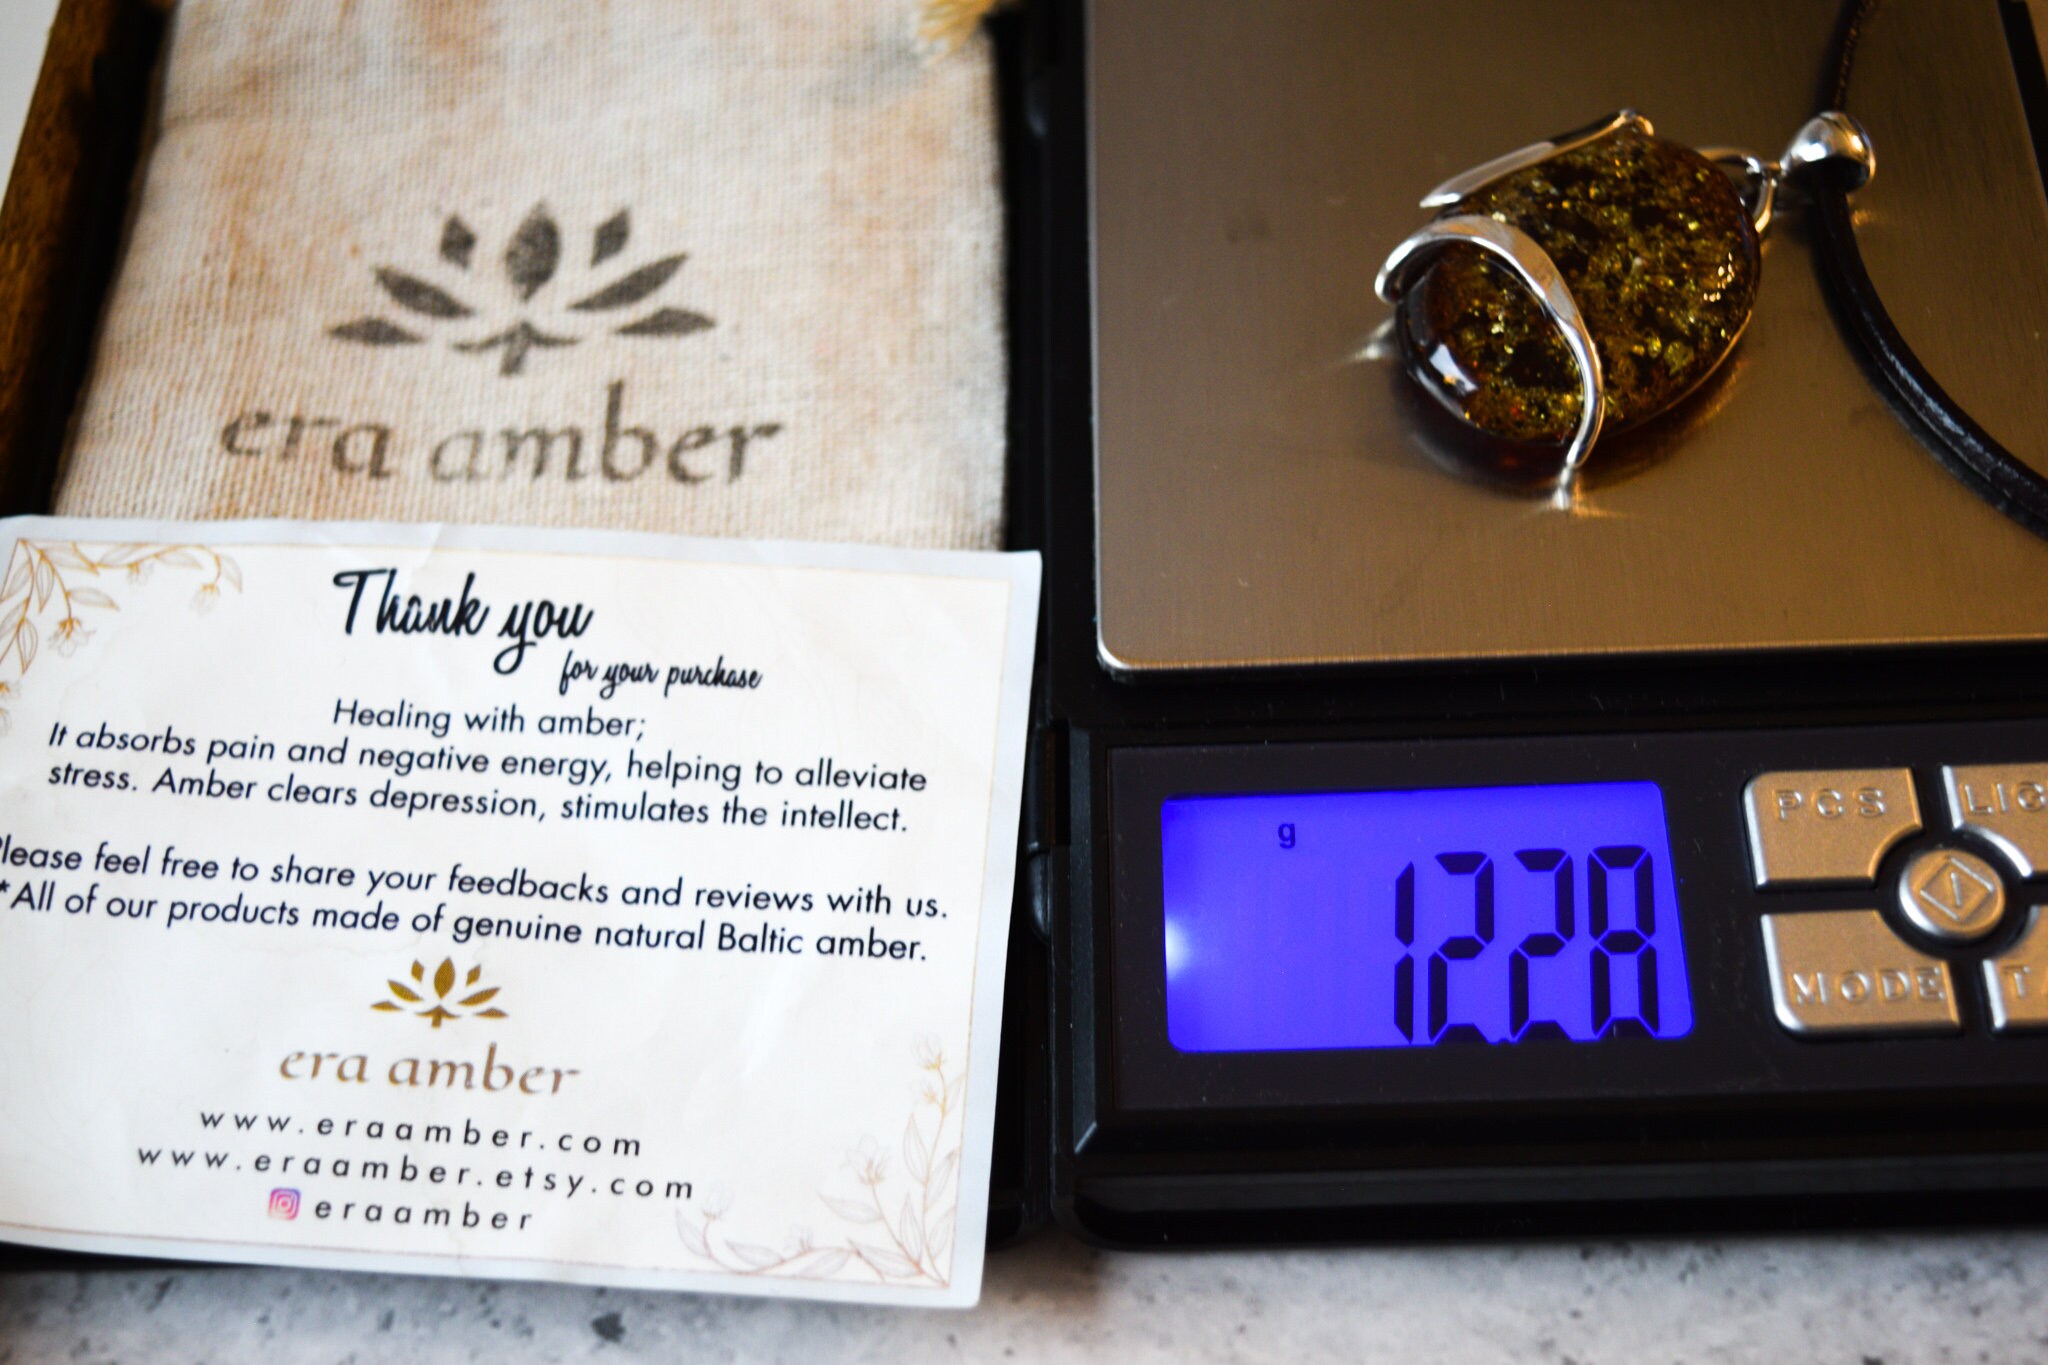 era amber
Thank you
for your purchase
Healing with amber;
It absorbs pain and negative energy, helping to alleviate
stress. Amber clears depression, stimulates the intellect.
Please feel free to share your feedbacks and reviews with us.
*All of our products made of genuine natural Baltic amber.
era amber
www.eraamber.com
www.eraamber.etsy.com
eraamber
g
PCS
MODE